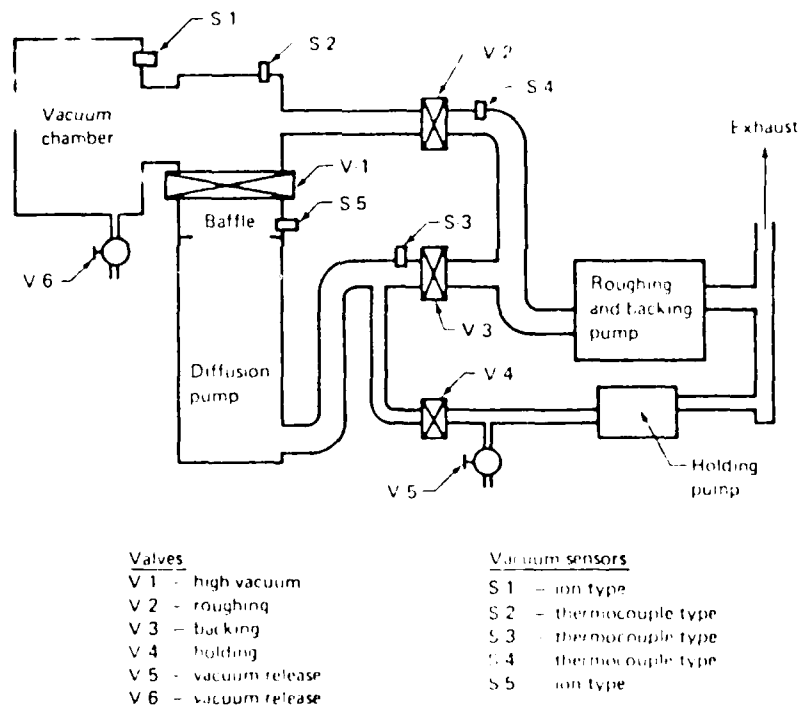 S 1
S 2
V 2
S 4
Exhaust
Vacuum
chamber
V-1
S 5
Baffle
S-3
V 6
Roughing
and backing
pump
V 3
Diffusion
pump
V 4
V 5
Holding
pump
Valves
V 1 - high vacuum
V 2 - roughing
V 3 - backing
V 4 holding
V 5 - vacuum release
V 6 - vacuum release
Vacuum sensors
S 1 - ion type
S 2 - thermocouple type
S 3 - thermocouple type
S 4 thermocouple type
S 5 ion type